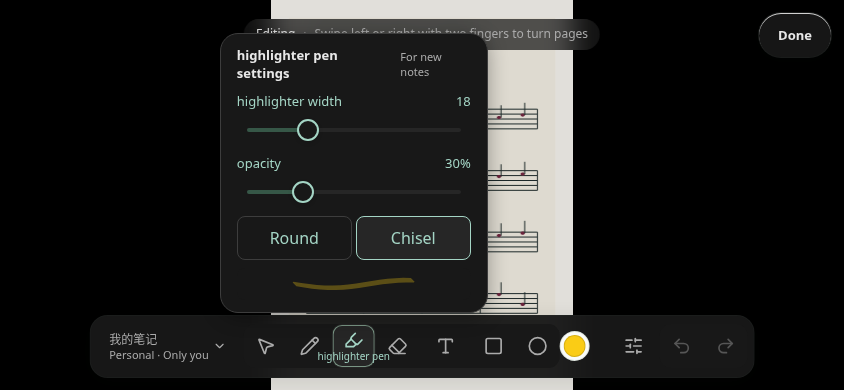 Editing · Swipe left or right with two fingers to turn pages
Done
highlighter pen settings
For new notes
highlighter width 18
opacity 30%
Round
Chisel
我的笔记
Personal · Only you
highlighter pen
T